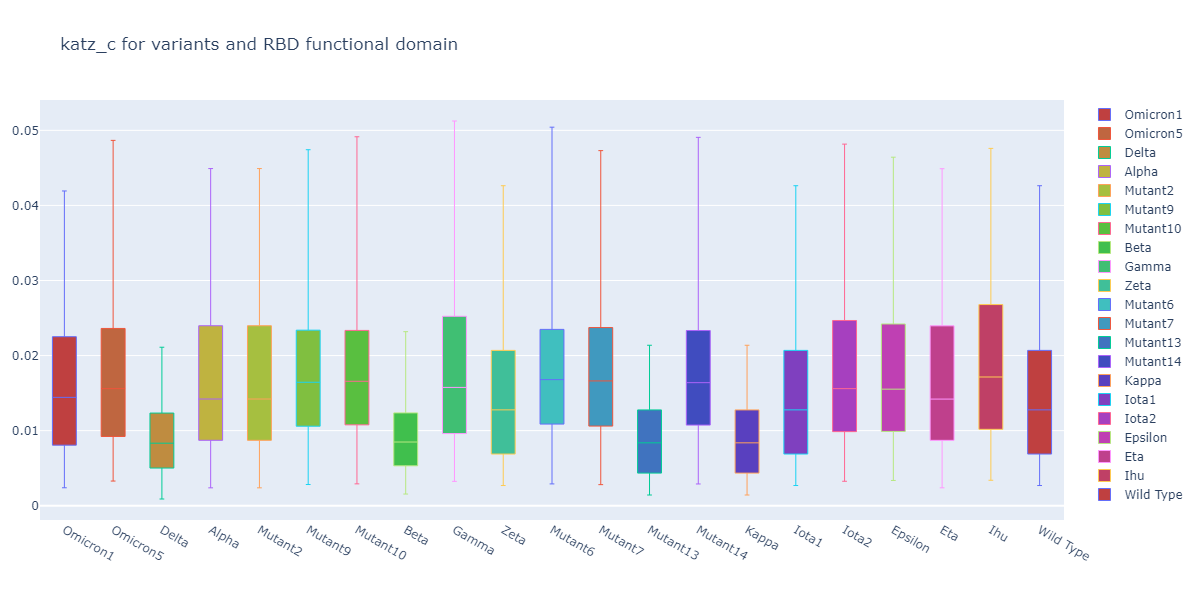 katz_c for variants and RBD functional domain
0.05
0.04
0.03
0.02
0.01
0
Omicron1
Omicron5
Delta
Alpha
Mutant2
Mutant9
Mutant10
Beta
Gamma
Zeta
Mutant6
Mutant7
Mutant13
Mutant14
Kappa
Iota1
Iota2
Epsilon
Eta
Ihu
Wild Type
Omicron1
Omicron5
Delta
Alpha
Mutant2
Mutant9
Mutant10
Beta
Gamma
Zeta
Mutant6
Mutant7
Mutant13
Mutant14
Kappa
Iota1
Iota2
Epsilon
Eta
Ihu
Wild Type